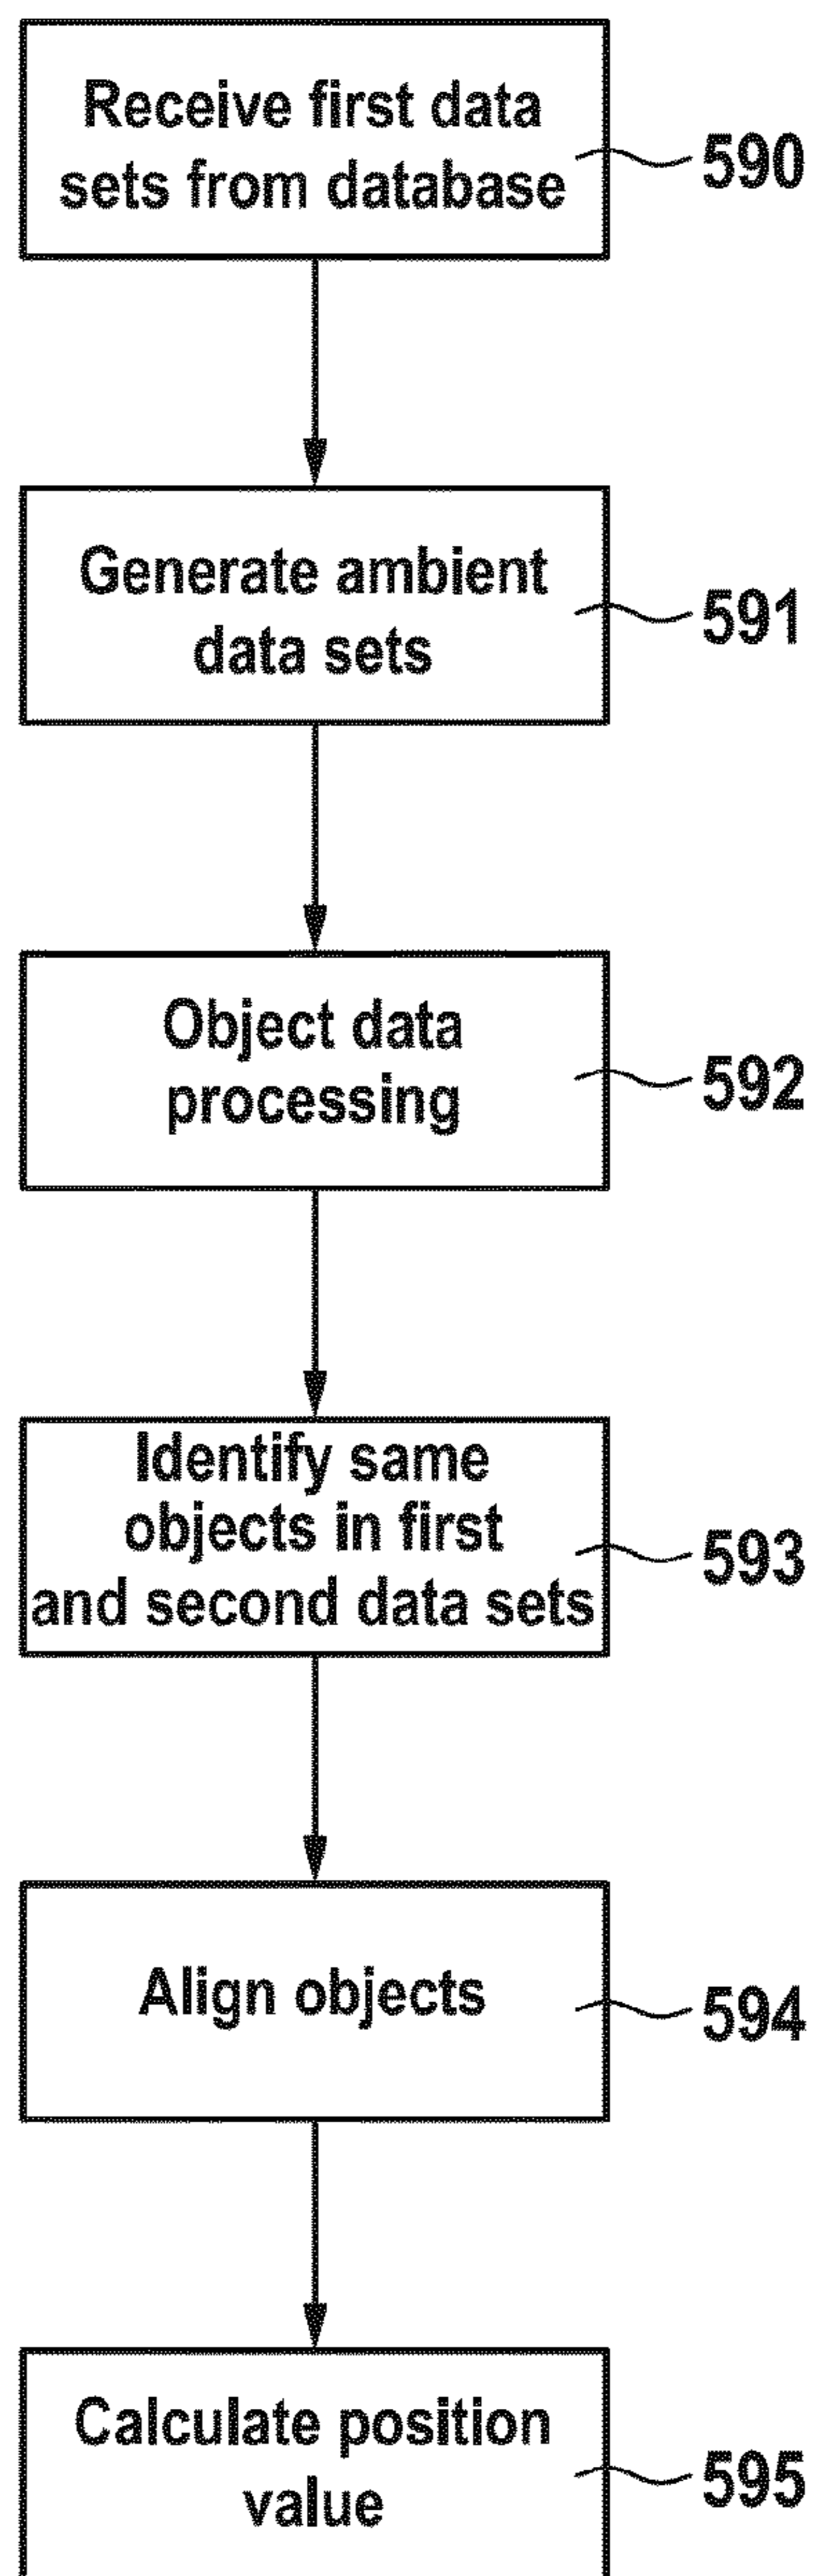 Receive first data
sets from database
590
Generate ambient
data sets
591
Object data
processing
592
Identify same
objects in first
and second data sets
593
Align objects
594
Calculate position
value
595